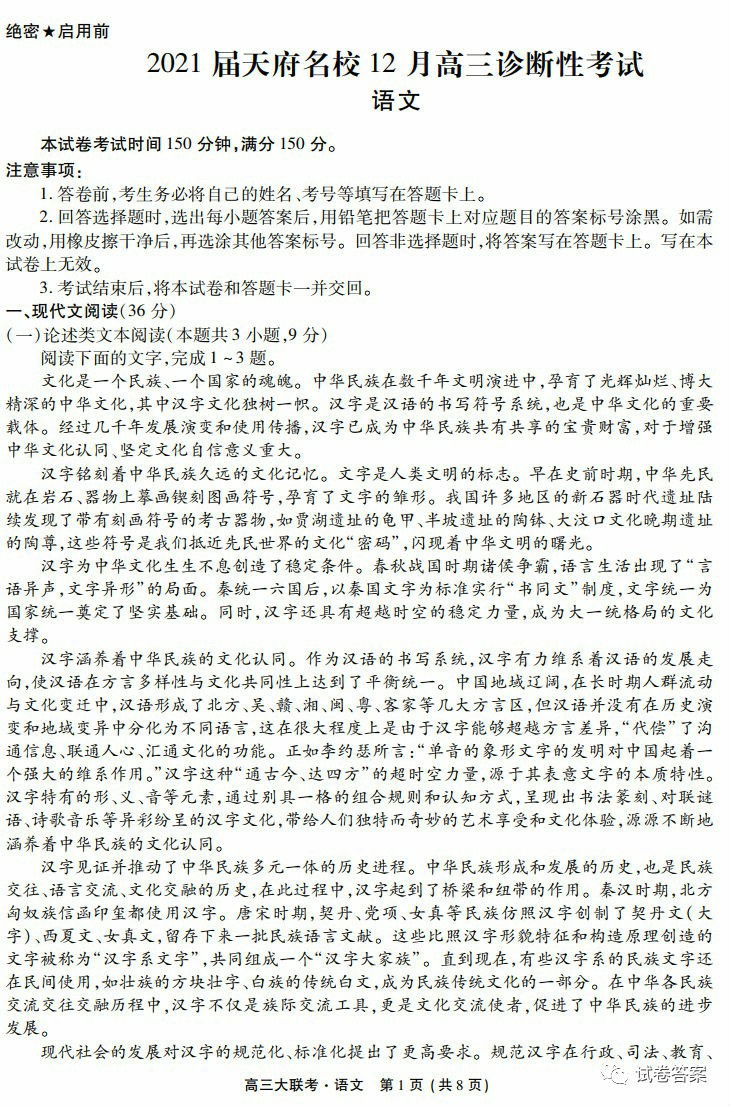 绝密★启用前
2021 届天府名校 12 月高三诊断性考试
语文
本试卷考试时间 150 分钟,满分 150 分。
注意事项:
1. 答卷前,考生务必将自己的姓名、考号等填写在答题卡上。
2. 回答选择题时,选出每小题答案后,用铅笔把答题卡上对应题目的答案标号涂黑。如需
改动,用橡皮擦干净后,再选涂其他答案标号。回答非选择题时,将答案写在答题卡上。写在本
试卷上无效。
3. 考试结束后,将本试卷和答题卡一并交回。
一、现代文阅读(36 分)
(一)论述类文本阅读(本题共 3 小题,9 分)
阅读下面的文字,完成 1 ~ 3 题。
文化是一个民族、一个国家的魂魄。中华民族在数千年文明演进中,孕育了光辉灿烂、博大
精深的中华文化,其中汉字文化独树一帜。汉字是汉语的书写符号系统,也是中华文化的重要
载体。经过几千年发展演变和使用传播,汉字已成为中华民族共有共享的宝贵财富,对于增强
中华文化认同、坚定文化自信意义重大。
汉字铭刻着中华民族久远的文化记忆。文字是人类文明的标志。早在史前时期,中华先民
就在岩石、器物上摹画锲刻图画符号,孕育了文字的雏形。我国许多地区的新石器时代遗址陆
续发现了带有刻画符号的考古器物,如贾湖遗址的龟甲、半坡遗址的陶钵、大汶口文化晚期遗址
的陶尊,这些符号是我们抵近先民世界的文化“密码”,闪现着中华文明的曙光。
汉字为中华文化生生不息创造了稳定条件。春秋战国时期诸侯争霸,语言生活出现了“言
语异声,文字异形”的局面。秦统一六国后,以秦国文字为标准实行“书同文”制度,文字统一为
国家统一奠定了坚实基础。同时,汉字还具有超越时空的稳定力量,成为大一统格局的文化
支撑。
汉字涵养着中华民族的文化认同。作为汉语的书写系统,汉字有力维系着汉语的发展走
向,使汉语在方言多样性与文化共同性上达到了平衡统一。中国地域辽阔,在长时期人群流动
与文化变迁中,汉语形成了北方、吴、赣、湘、闽、粤、客家等几大方言区,但汉语并没有在历史演
变和地域变异中分化为不同语言,这在很大程度上是由于汉字能够超越方言差异,“代偿”了沟
通信息、联通人心、汇通文化的功能。正如李约瑟所言:“单音的象形文字的发明对中国起着一
个强大的维系作用。”汉字这种“通古今、达四方”的超时空力量,源于其表意文字的本质特性。
汉字特有的形、义、音等元素,通过别具一格的组合规则和认知方式,呈现出书法篆刻、对联谜
语、诗歌音乐等异彩纷呈的汉字文化,带给人们独特而奇妙的艺术享受和文化体验,源源不断地
涵养着中华民族的文化认同。
汉字见证并推动了中华民族多元一体的历史进程。中华民族形成和发展的历史,也是民族
交往、语言交流、文化交融的历史,在此过程中,汉字起到了桥梁和纽带的作用。秦汉时期,北方
匈奴族信函印玺都使用汉字。唐宋时期,契丹、党项、女真等民族仿照汉字创制了契丹文(大
字)、西夏文、女真文,留存下来一批民族语言文献。这些比照汉字形貌特征和构造原理创造的
文字被称为“汉字系文字”,共同组成一个“汉字大家族”。直到现在,有些汉字系的民族文字还
在民间使用,如壮族的方块壮字、白族的传统白文,成为民族传统文化的一部分。在中华各民族
交流交往交融历程中,汉字不仅是族际交流工具,更是文化交流使者,促进了中华民族的进步
发展。
现代社会的发展对汉字的规范化、标准化提出了更高要求。规范汉字在行政、司法、教育、
试卷答案
高三大联考·语文 第 1 页 (共 8 页)